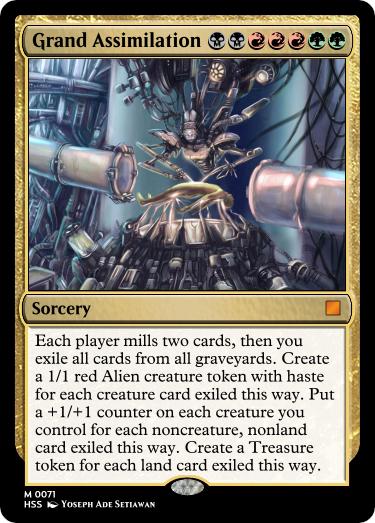 Grand Assimilation
Sorcery
Each player mills two cards, then you
exile all cards from all graveyards. Create
a 1/1 red Alien creature token with haste
for each creature card exiled this way. Put
a +1/+1 counter on each creature you
control for each noncreature, nonland
card exiled this way. Create a Treasure
token for each land card exiled this way.
M 0071
HSS Yoseph Ade Setiawan